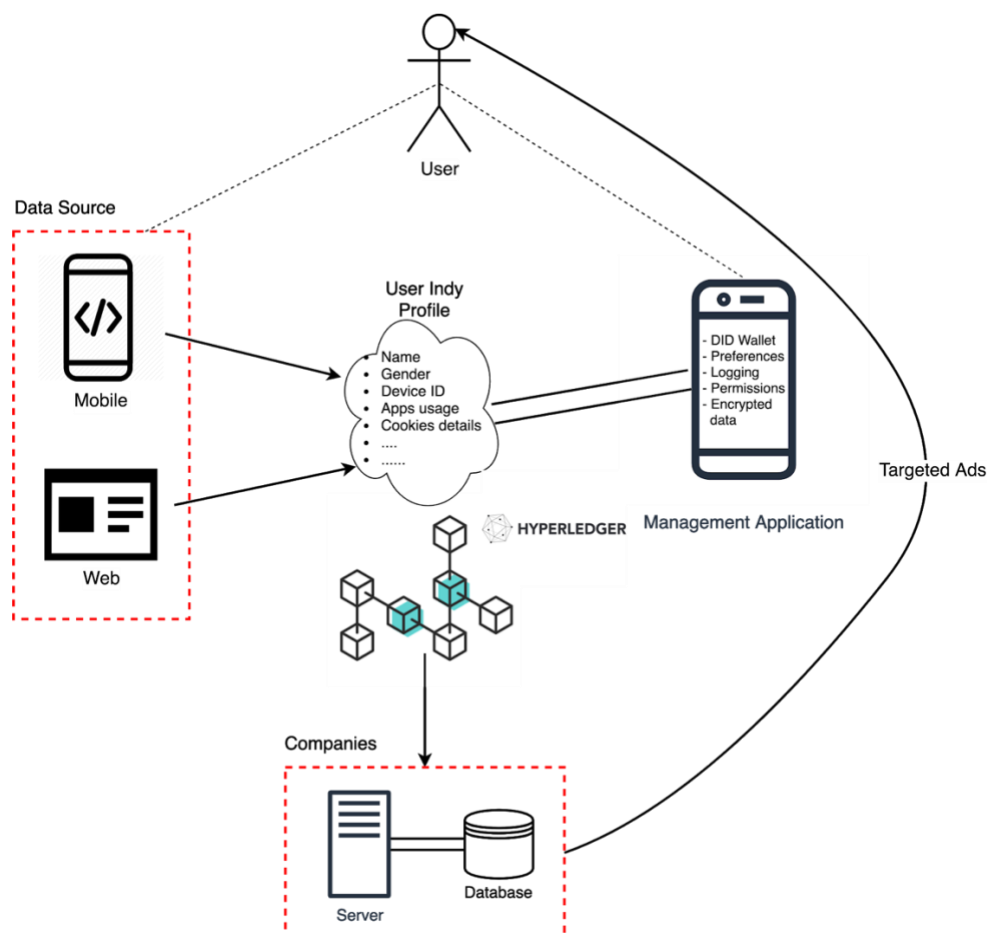 User
Data Source
Mobile
Web
User Indy
Profile
• Name
• Gender
• Device ID
• Apps usage
• Cookies details
• ....
• ......
- DID Wallet
- Preferences
- Logging
- Permissions
- Encrypted
data
Management Application
Targeted Ads
HYPERLEDGER
Companies
Server
Database